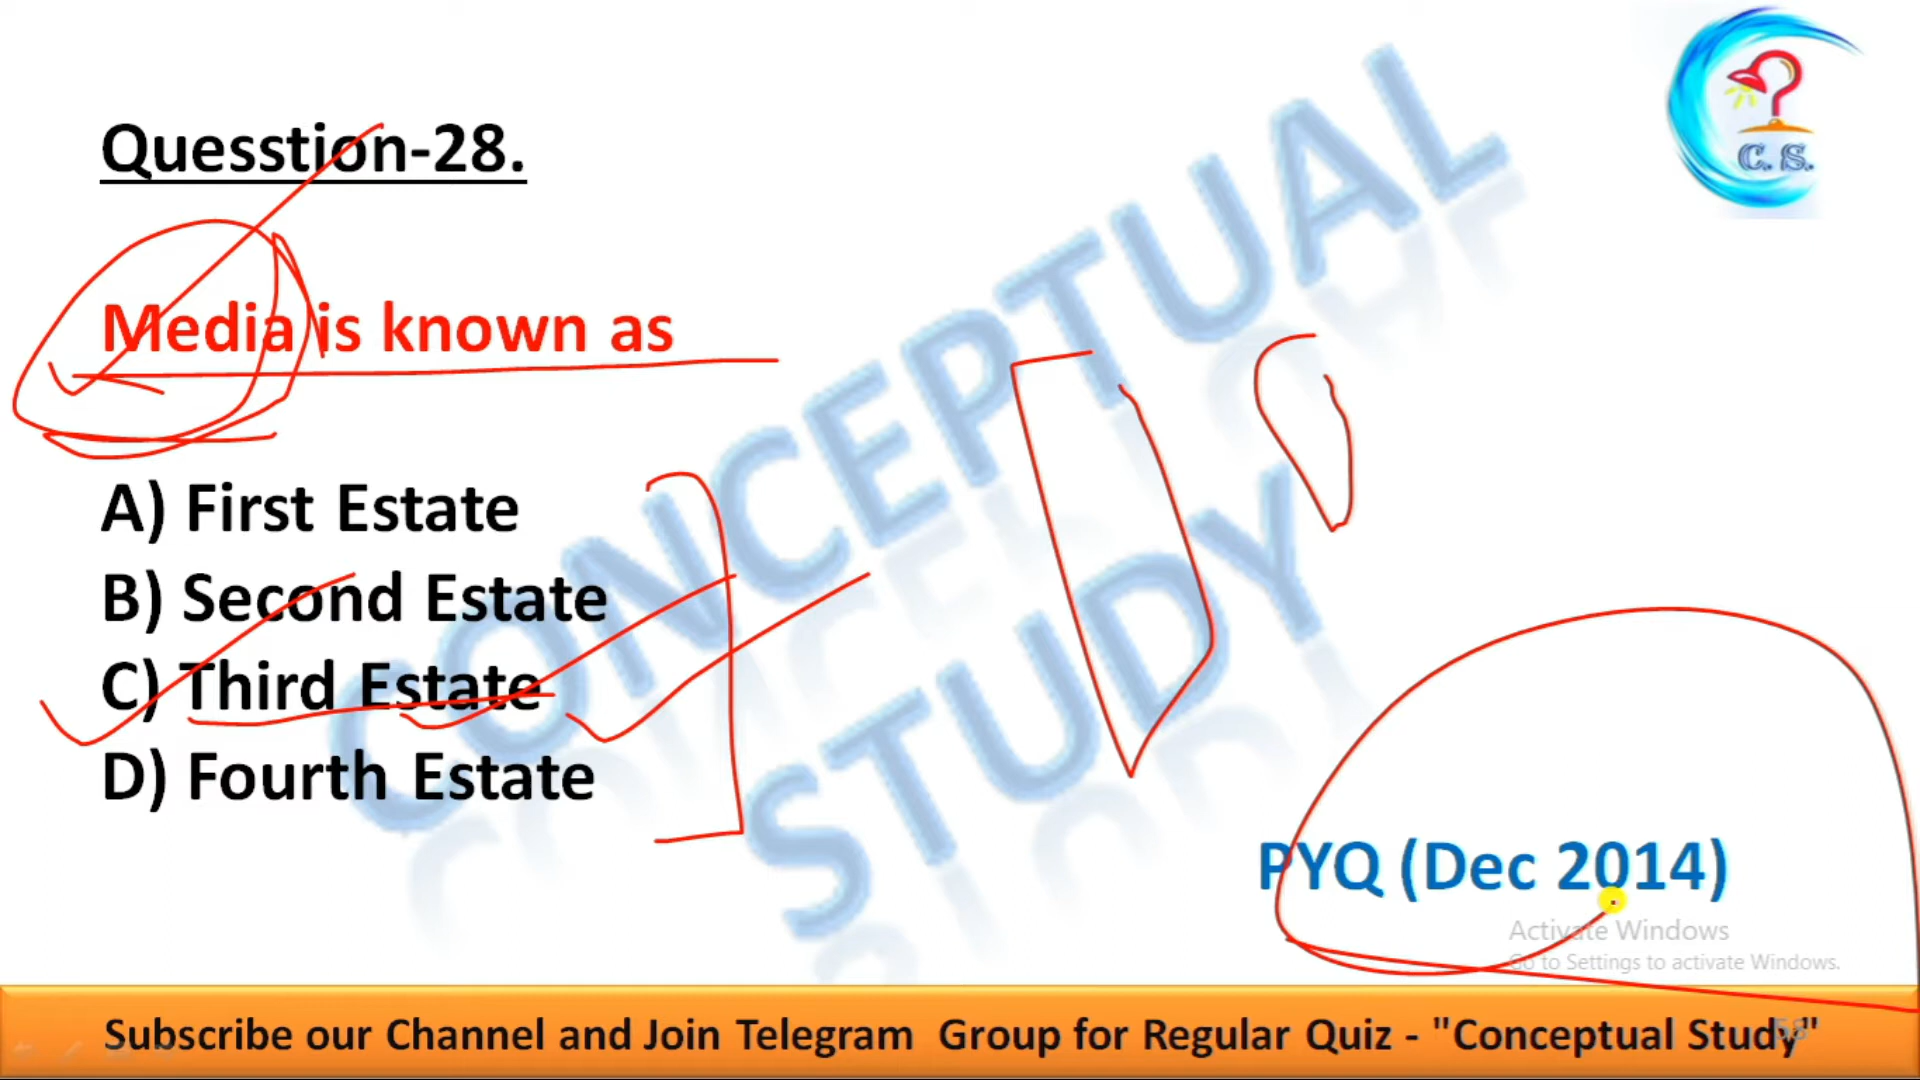 C. S.
Quesstion-28.
Media is known as
A) First Estate
B) Second Estate
C) Third Estate
D) Fourth Estate
CONCEPTUAL
STUDY
PYQ (Dec 2014)
Activate Windows
Go to Settings to activate Windows.
Subscribe our Channel and Join Telegram Group for Regular Quiz - "Conceptual Study"
58